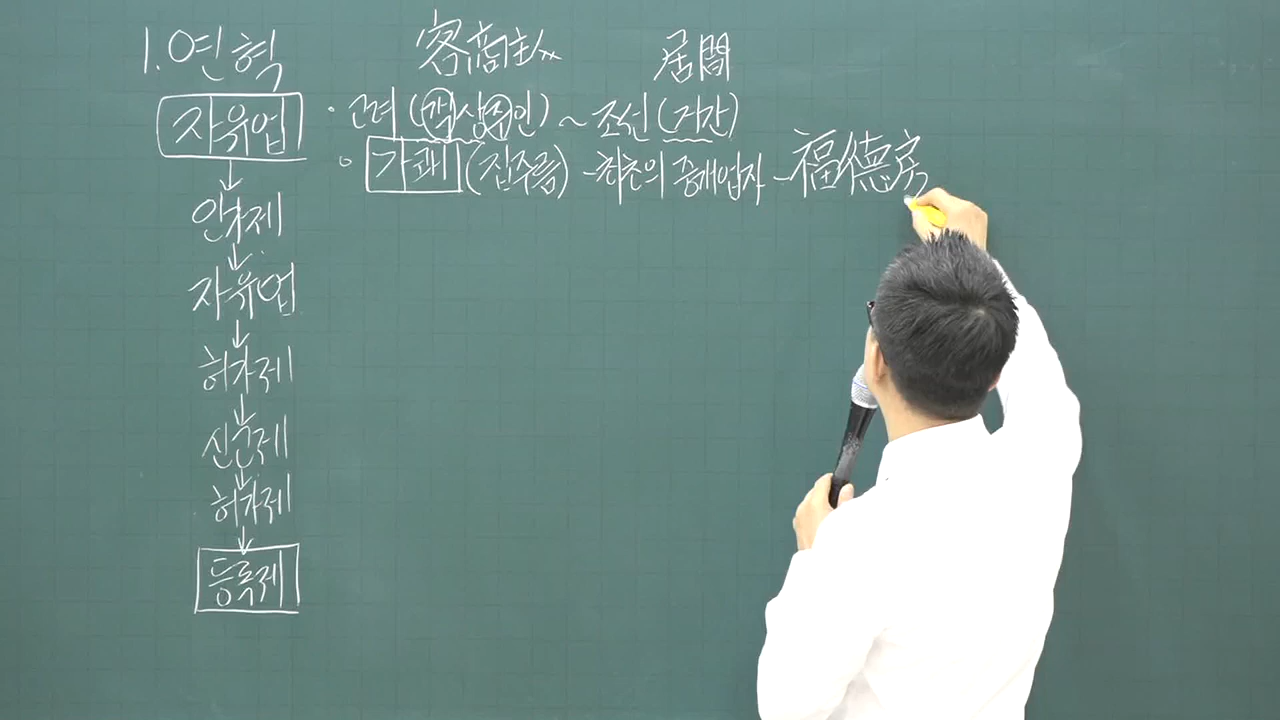 1. 연혁 客商主人 居間
자유업 · 고려 (객상주인) ~ 조선 (거간)
○ 가쾌 (집주름) - 최초의 중개업자 - 福德房
↓
인가제
↓
자유업
↓
허가제
↓
신고제
↓
허가제
↓
등록제